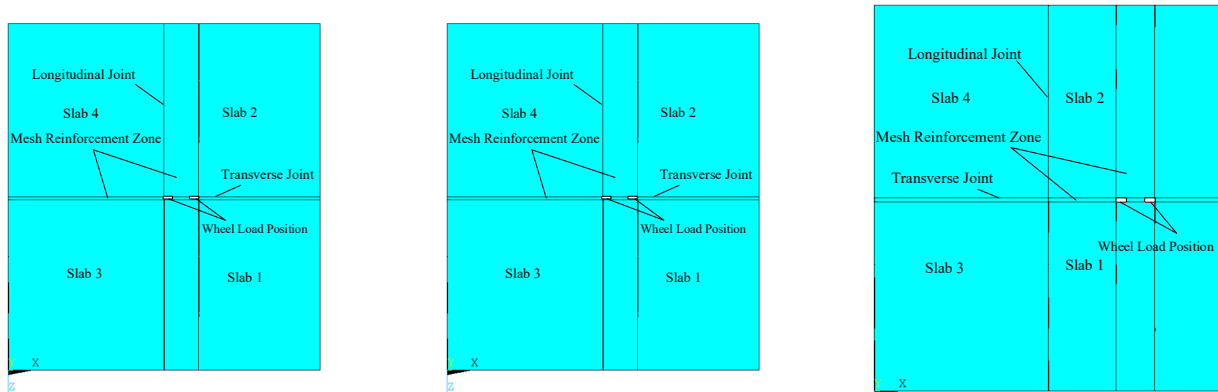 Longitudinal Joint
Slab 4
Slab 2
Mesh Reinforcement Zone
Transverse Joint
Wheel Load Position
Slab 3
Slab 1
Y
X
Z
Longitudinal Joint
Slab 4
Slab 2
Mesh Reinforcement Zone
Transverse Joint
Wheel Load Position
Slab 3
Slab 1
Y
X
Z
Longitudinal Joint
Slab 4
Slab 2
Mesh Reinforcement Zone
Transverse Joint
Wheel Load Position
Slab 3
Slab 1
Y
X